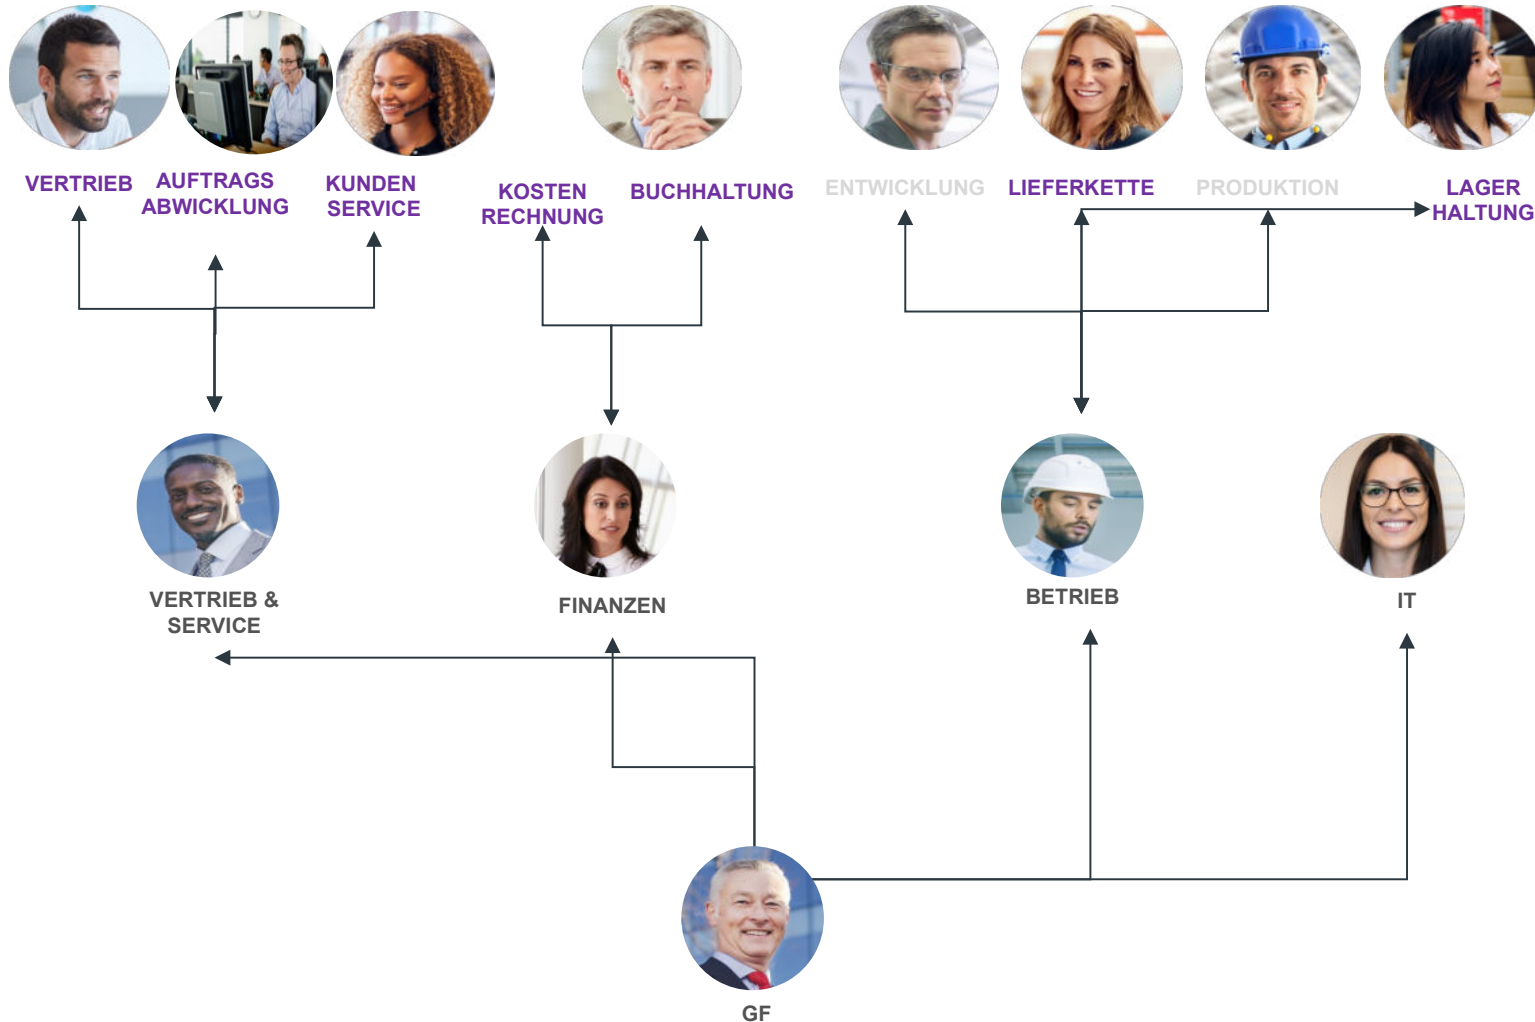 VERTRIEB
AUFTRAGS
ABWICKLUNG
KUNDEN
SERVICE
KOSTEN
RECHNUNG
BUCHHALTUNG
ENTWICKLUNG
LIEFERKETTE
PRODUKTION
LAGER
HALTUNG
VERTRIEB &
SERVICE
FINANZEN
BETRIEB
IT
GF